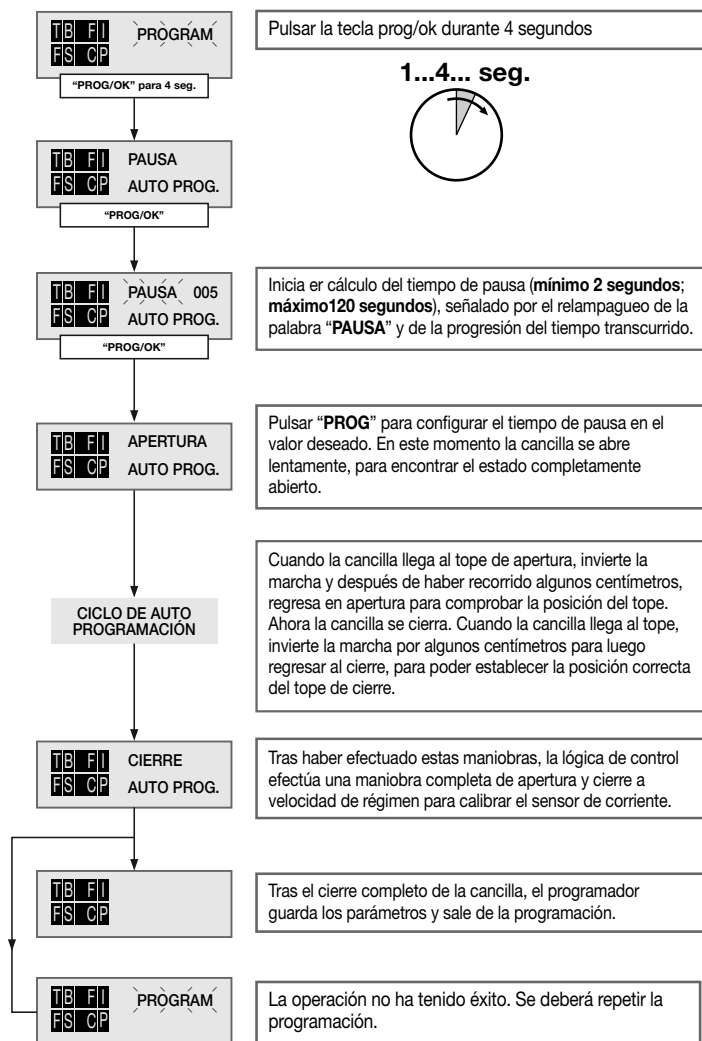 TB FI PROGRAM
FS CP
Pulsar la tecla prog/ok durante 4 segundos
“PROG/OK” para 4 seg.
1...4... seg.
TB FI PAUSA
FS CP AUTO PROG.
“PROG/OK”
TB FI PAUSA 005
FS CP AUTO PROG.
“PROG/OK”
Inicia er cálculo del tiempo de pausa (mínimo 2 segundos;
máximo120 segundos), señalado por el relampagueo de la
palabra “PAUSA” y de la progresión del tiempo transcurrido.
TB FI APERTURA
FS CP AUTO PROG.
Pulsar “PROG” para configurar el tiempo de pausa en el
valor deseado. En este momento la cancilla se abre
lentamente, para encontrar el estado completamente
abierto.
CICLO DE AUTO
PROGRAMACIÓN
Cuando la cancilla llega al tope de apertura, invierte la
marcha y después de haber recorrido algunos centímetros,
regresa en apertura para comprobar la posición del tope.
Ahora la cancilla se cierra. Cuando la cancilla llega al tope,
invierte la marcha por algunos centímetros para luego
regresar al cierre, para poder establecer la posición correcta
del tope de cierre.
TB FI CIERRE
FS CP AUTO PROG.
Tras haber efectuado estas maniobras, la lógica de control
efectúa una maniobra completa de apertura y cierre a
velocidad de régimen para calibrar el sensor de corriente.
TB FI
FS CP
Tras el cierre completo de la cancilla, el programador
guarda los parámetros y sale de la programación.
TB FI PROGRAM
FS CP
La operación no ha tenido éxito. Se deberá repetir la
programación.